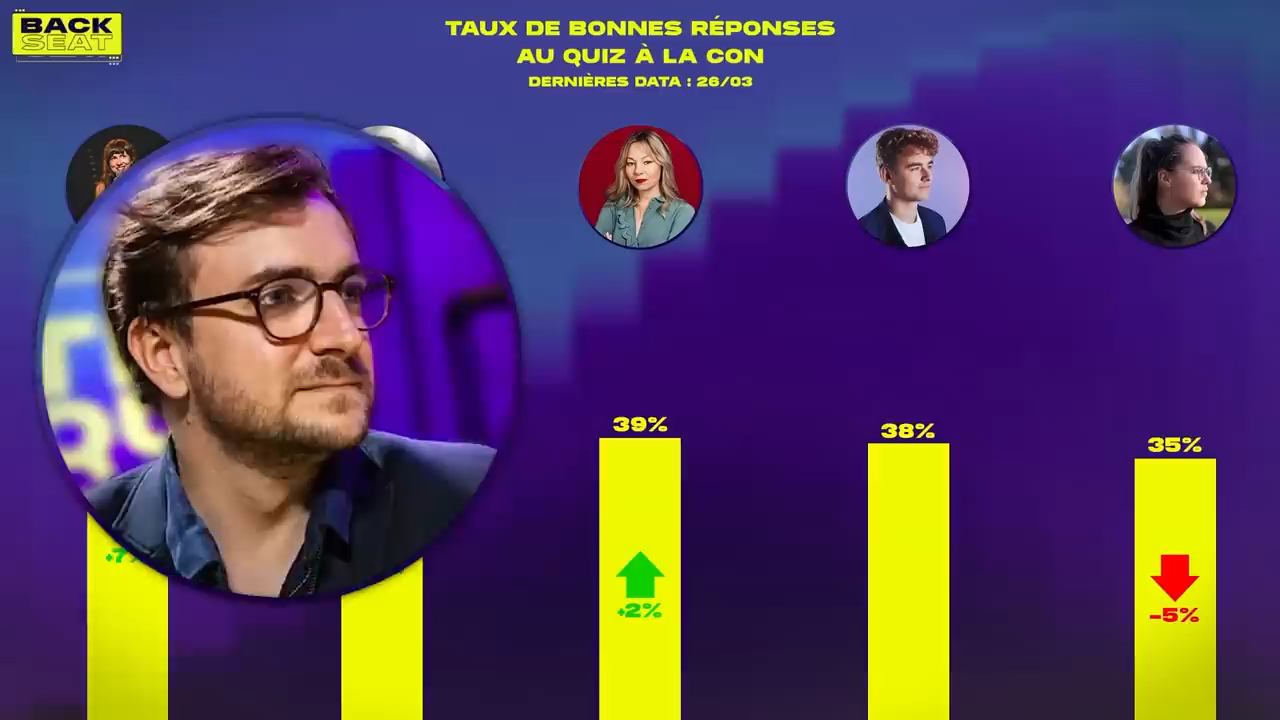 BACK
SEAT
TAUX DE BONNES RÉPONSES
AU QUIZ À LA CON
DERNIÈRES DATA : 26/03
39%
38%
35%
+2%
-5%